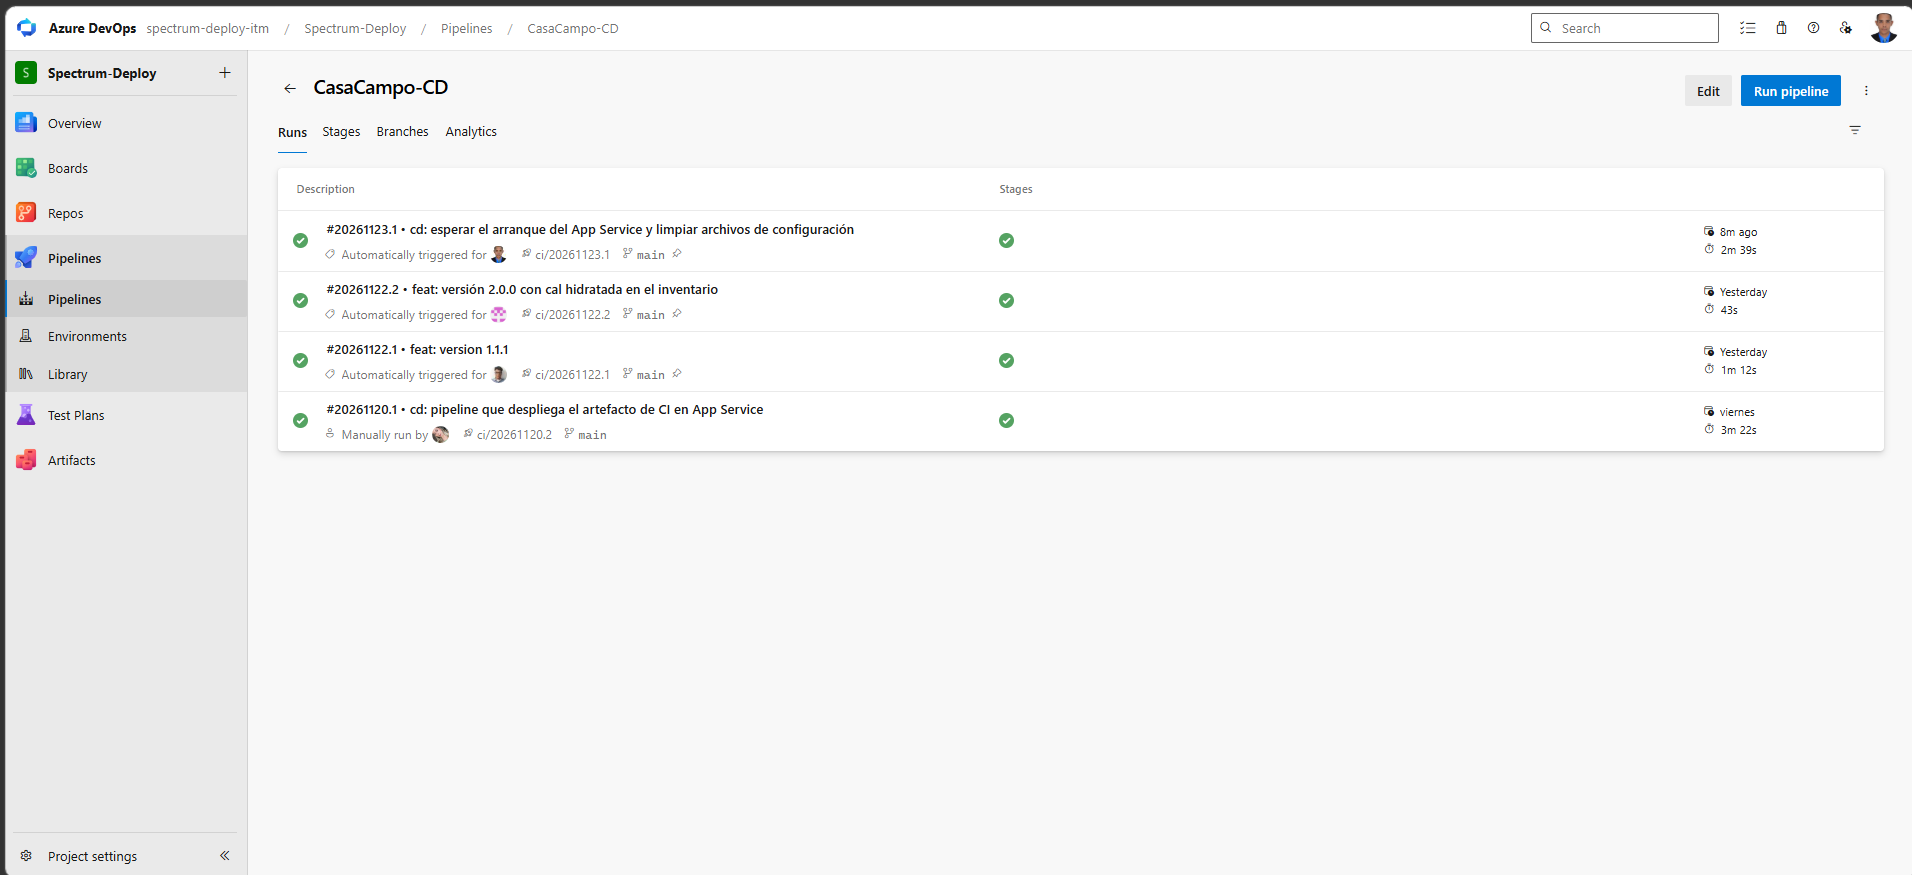 Azure DevOps spectrum-deploy-itm / Spectrum-Deploy / Pipelines / CasaCampo-CD
Search
S Spectrum-Deploy +
Overview
Boards
Repos
Pipelines
Pipelines
Environments
Library
Test Plans
Artifacts
Project settings
CasaCampo-CD
Edit
Run pipeline
Runs Stages Branches Analytics
Description Stages
#20261123.1 • cd: esperar el arranque del App Service y limpiar archivos de configuración
Automatically triggered for ci/20261123.1 main
8m ago
2m 39s
#20261122.2 • feat: versión 2.0.0 con cal hidratada en el inventario
Automatically triggered for ci/20261122.2 main
Yesterday
43s
#20261122.1 • feat: version 1.1.1
Automatically triggered for ci/20261122.1 main
Yesterday
1m 12s
#20261120.1 • cd: pipeline que despliega el artefacto de CI en App Service
Manually run by ci/20261120.2 main
viernes
3m 22s